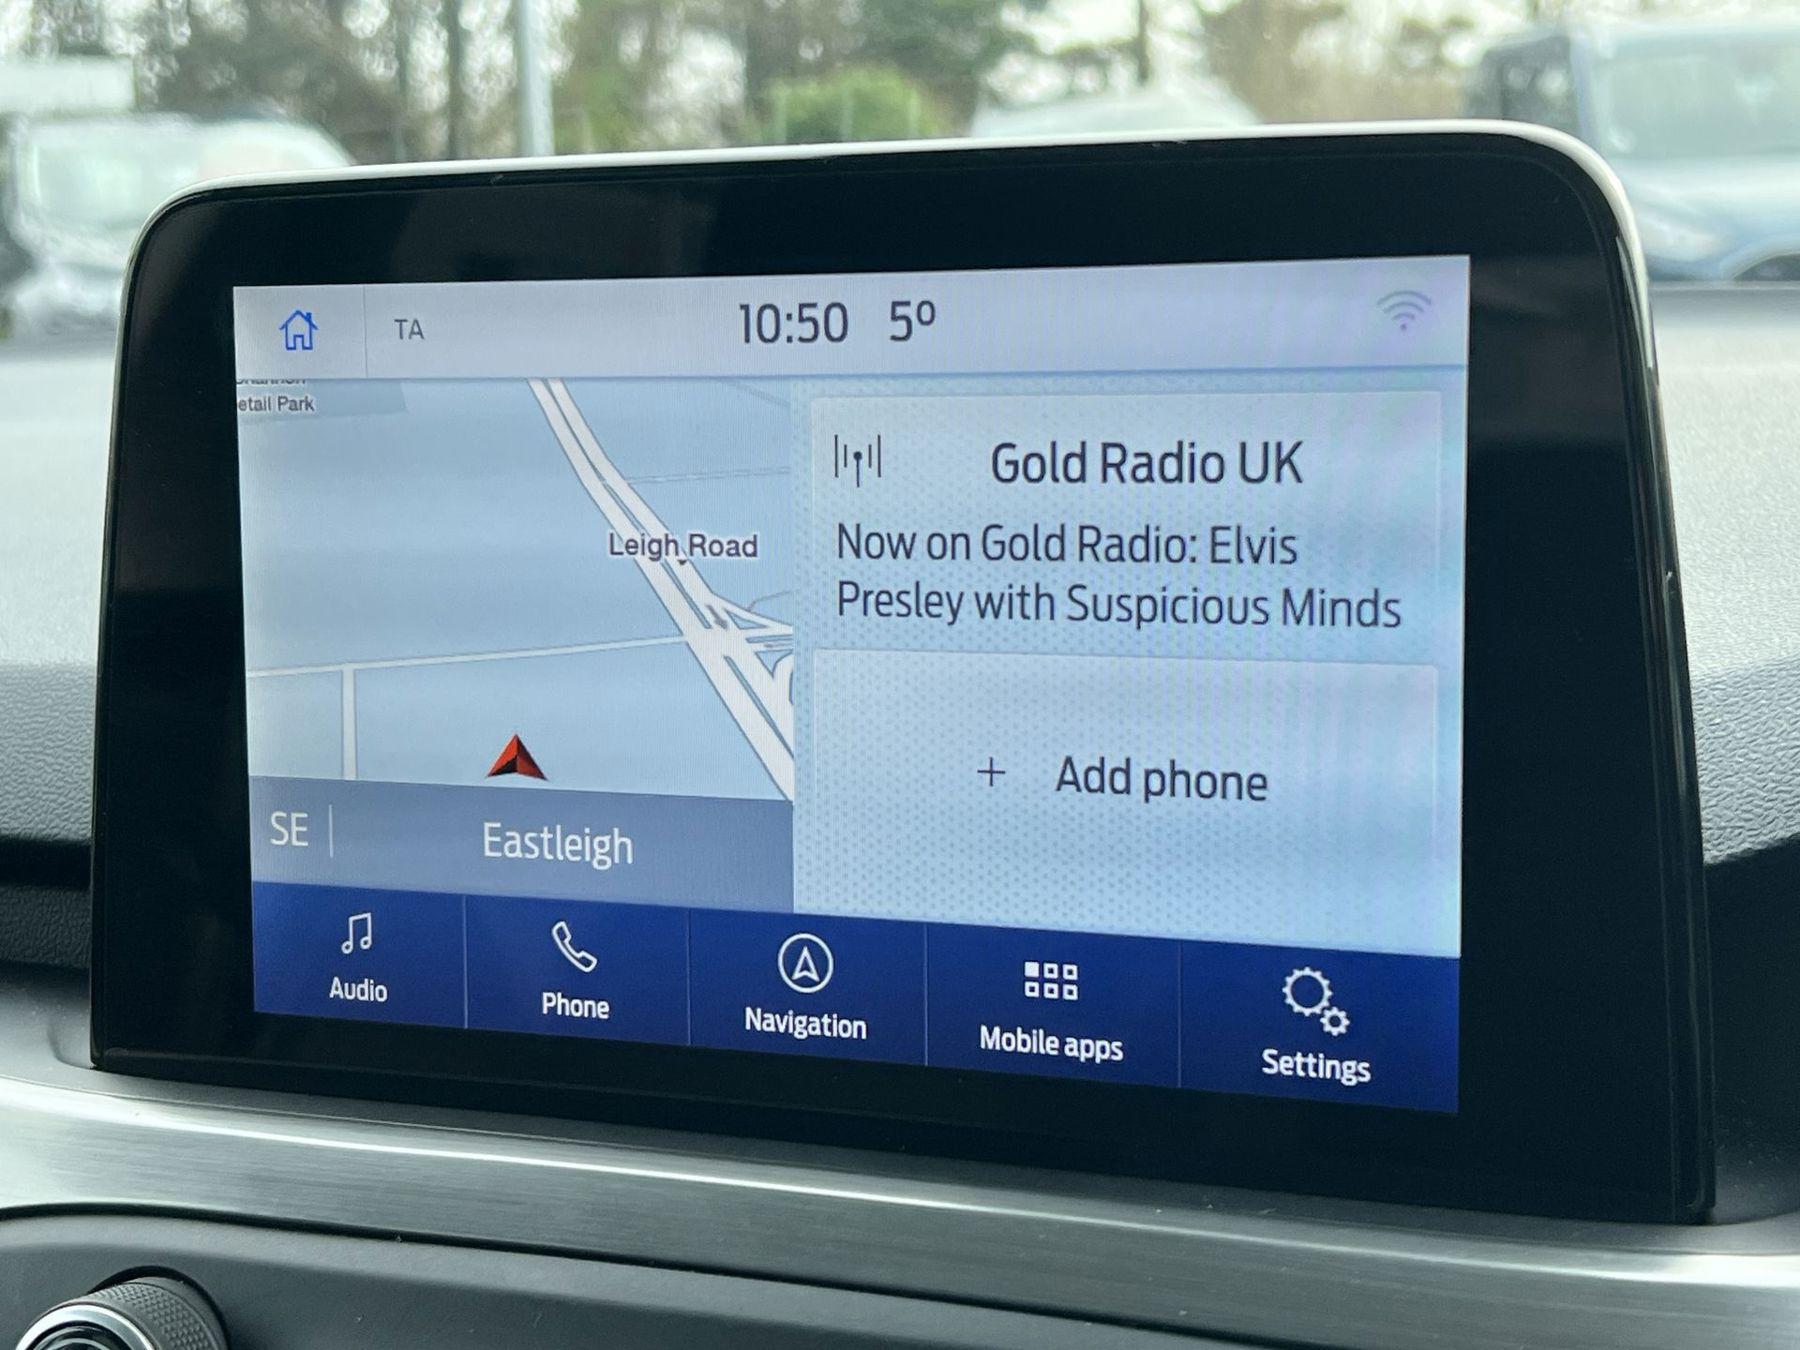 TA
10:50 5º
etail Park
Leigh Road
Gold Radio UK
Now on Gold Radio: Elvis
Presley with Suspicious Minds
+ Add phone
SE
Eastleigh
Audio
Phone
Navigation
Mobile apps
Settings